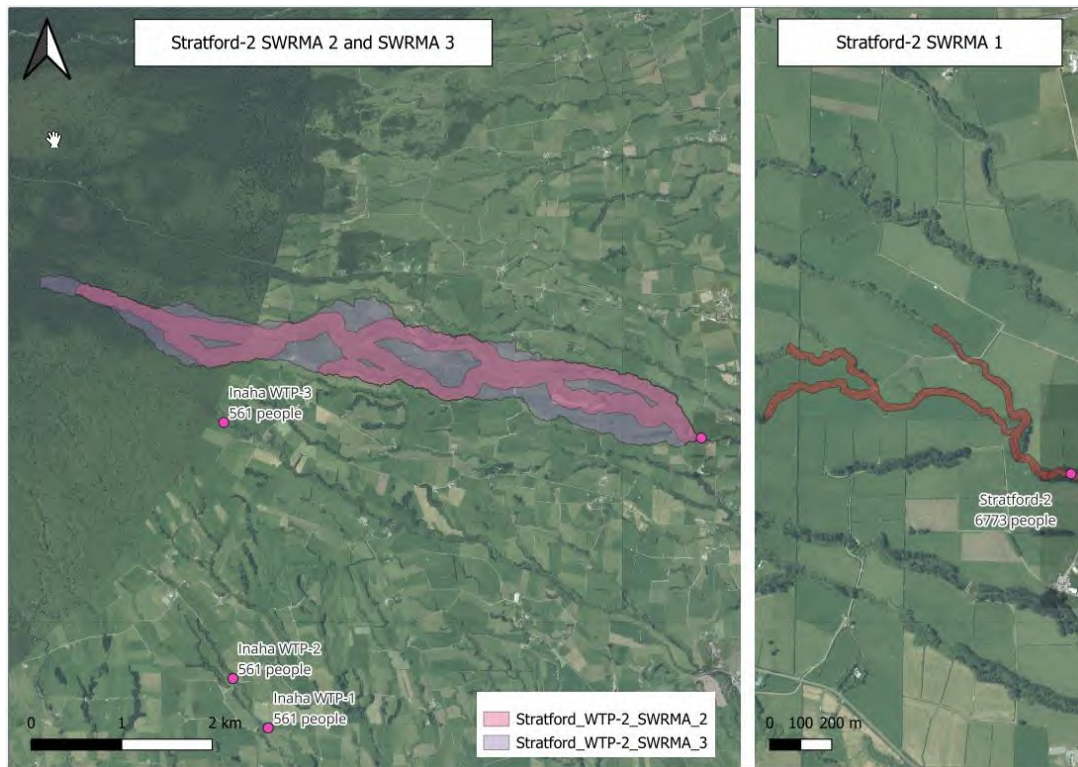 Stratford-2 SWRMA 2 and SWRMA 3
Stratford-2 SWRMA 1
Inaha WTP-3
561 people
Stratford-2
6773 people
Inaha WTP-2
561 people
Inaha WTP-1
561 people
Stratford_WTP-2_SWRMA_2
Stratford_WTP-2_SWRMA_3
0 1 2 km
0 100 200 m